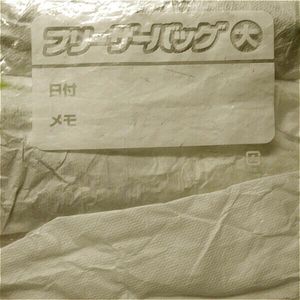 フリーザーバッグ 大
日付
メモ